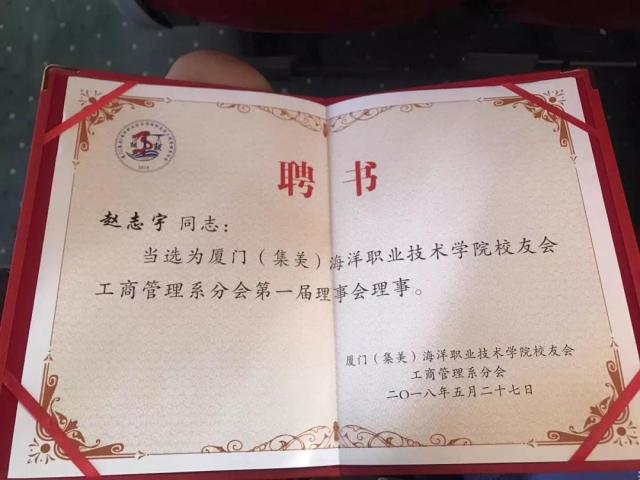 聘书
赵志宇 同志：
当选为厦门（集美）海洋职业技术学院校友会
工商管理系分会第一届理事会理事。
厦门（集美）海洋职业技术学院校友会
工商管理系分会
二〇一八年五月二十七日